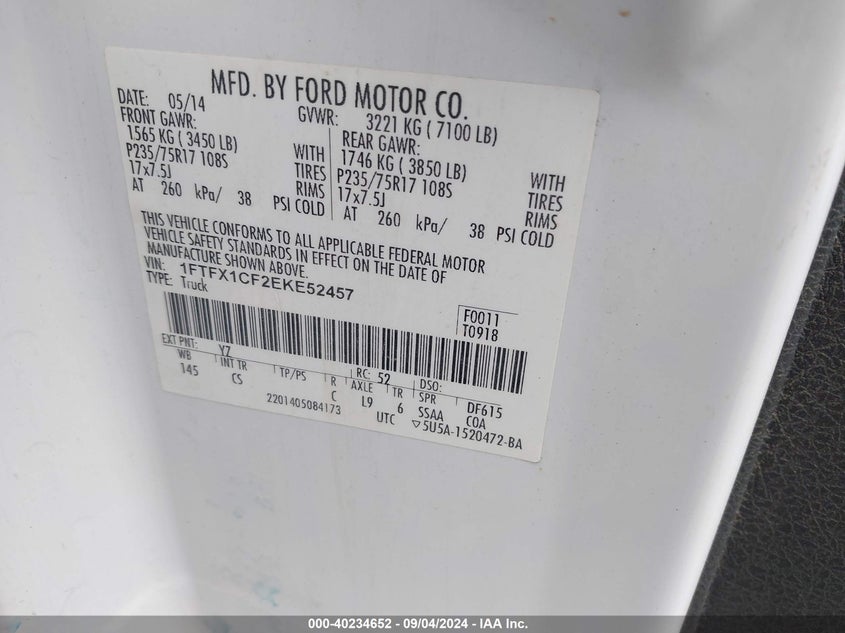 MFD. BY FORD MOTOR CO.
DATE: 05/14 GVWR: 3221 KG ( 7100 LB)
FRONT GAWR: REAR GAWR:
1565 KG ( 3450 LB) WITH 1746 KG ( 3850 LB) WITH
P235/75R17 108S TIRES P235/75R17 108S TIRES
17x7.5J RIMS 17x7.5J RIMS
AT 260 kPa/ 38 PSI COLD AT 260 kPa/ 38 PSI COLD
THIS VEHICLE CONFORMS TO ALL APPLICABLE FEDERAL MOTOR
VEHICLE SAFETY STANDARDS IN EFFECT ON THE DATE OF
MANUFACTURE SHOWN ABOVE.
VIN: 1FTFX1CF2EKE52457
TYPE: Truck
F0011
T0918
EXT PNT: YZ RC: 52 DSO:
WB INT TR TP/PS R AXLE TR SPR DF615
145 CS C L9 6 SSAA COA
2201405084173 UTC ▽5U5A-1520472-BA
000-40234652 - 09/04/2024 - IAA Inc.